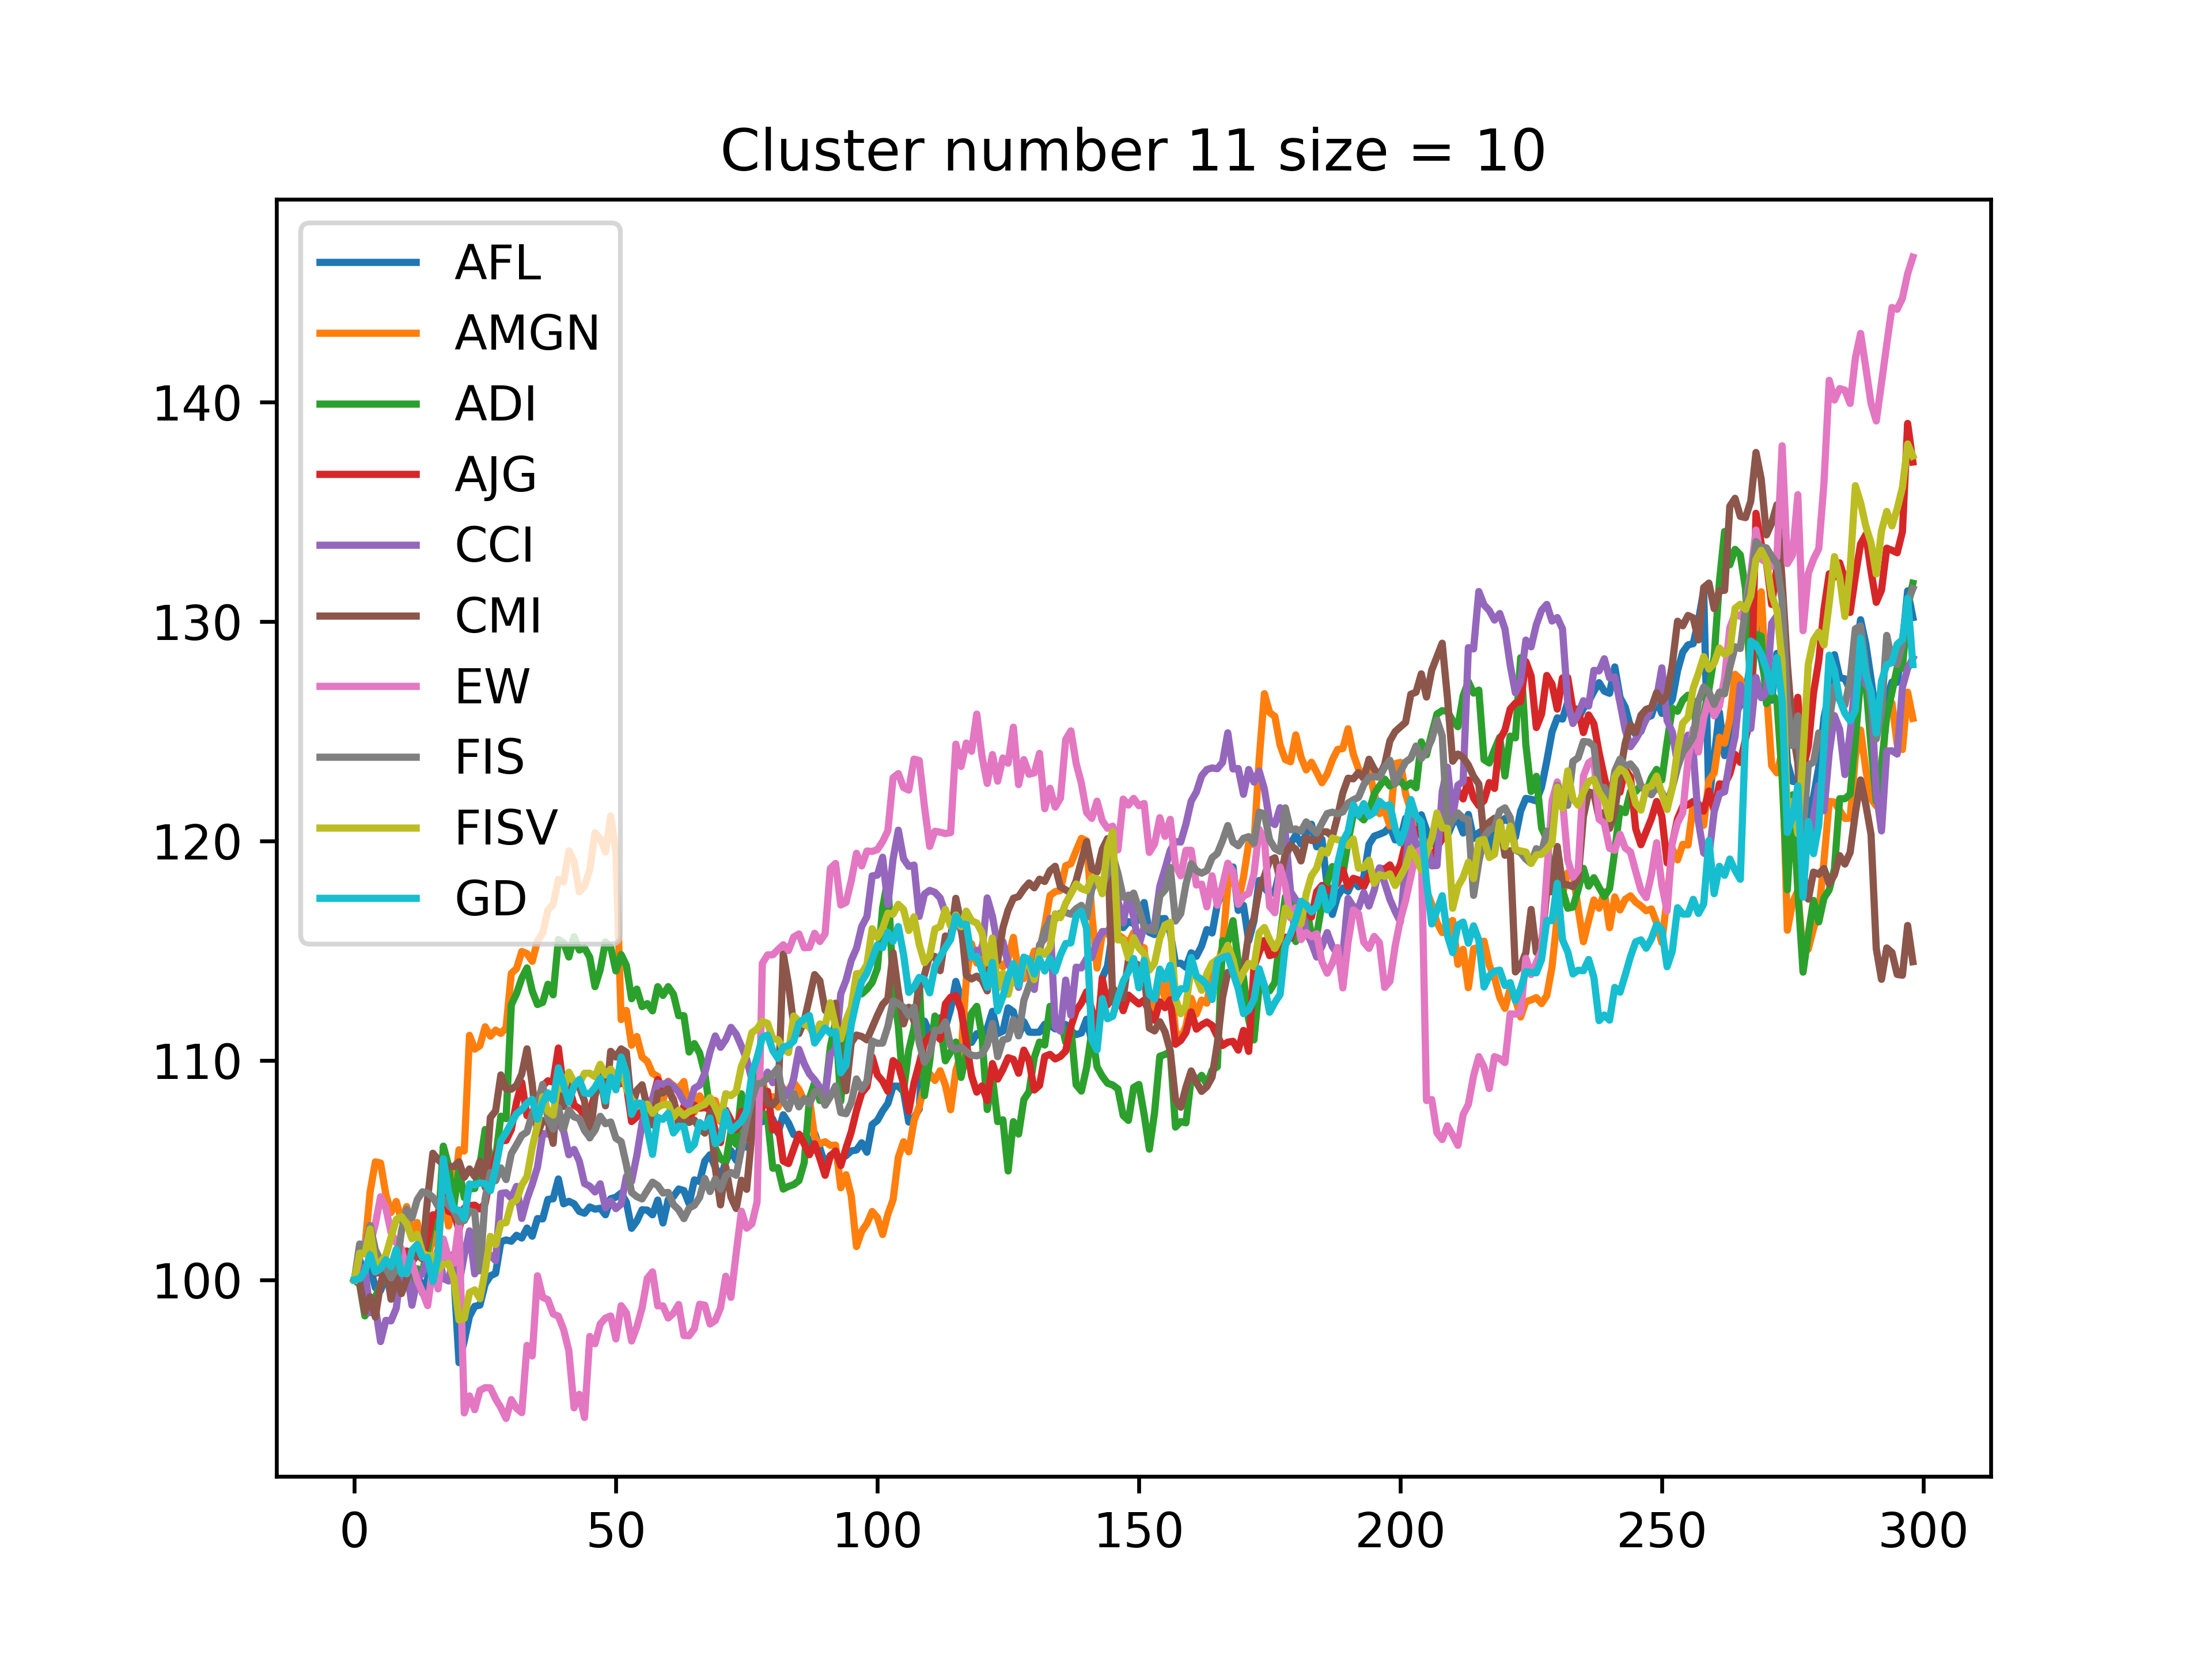 Cluster number 11 size = 10
AFL
AMGN
ADI
AJG
CCI
CMI
EW
FIS
FISV
GD
140
130
120
110
100
0 50 100 150 200 250 300